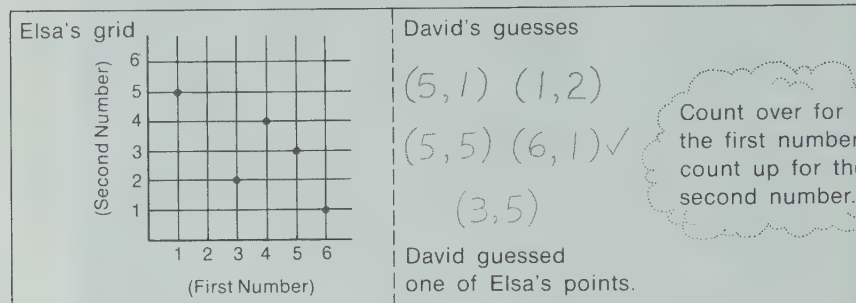 Elsa's grid
(Second Number)
6
5
4
3
2
1
1 2 3 4 5 6
(First Number)
David's guesses
(5,1) (1,2)
(5,5) (6,1)✓
(3,5)
David guessed
one of Elsa's points.
Count over for
the first number
count up for the
second number.